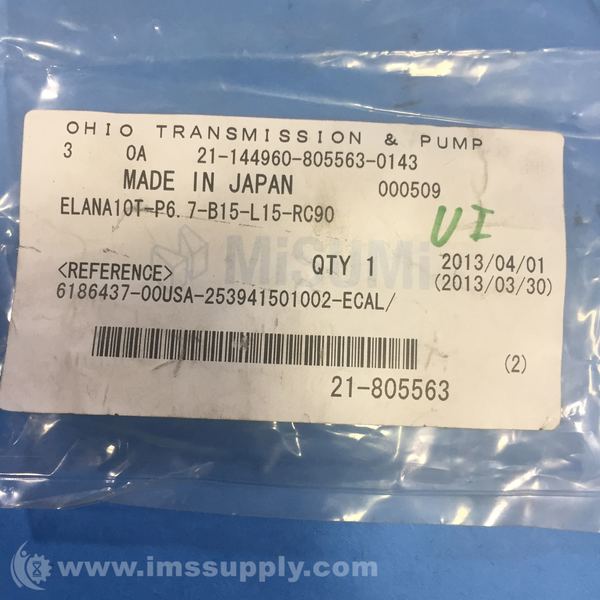 OHIO TRANSMISSION & PUMP
3 0A 21-144960-805563-0143
MADE IN JAPAN 000509
ELANA10T-P6.7-B15-L15-RC90
UI
MiSUMi
QTY 1 2013/04/01
<REFERENCE> (2013/03/30)
6186437-00USA-253941501002-ECAL/
(2)
21-805563
© www.imssupply.com